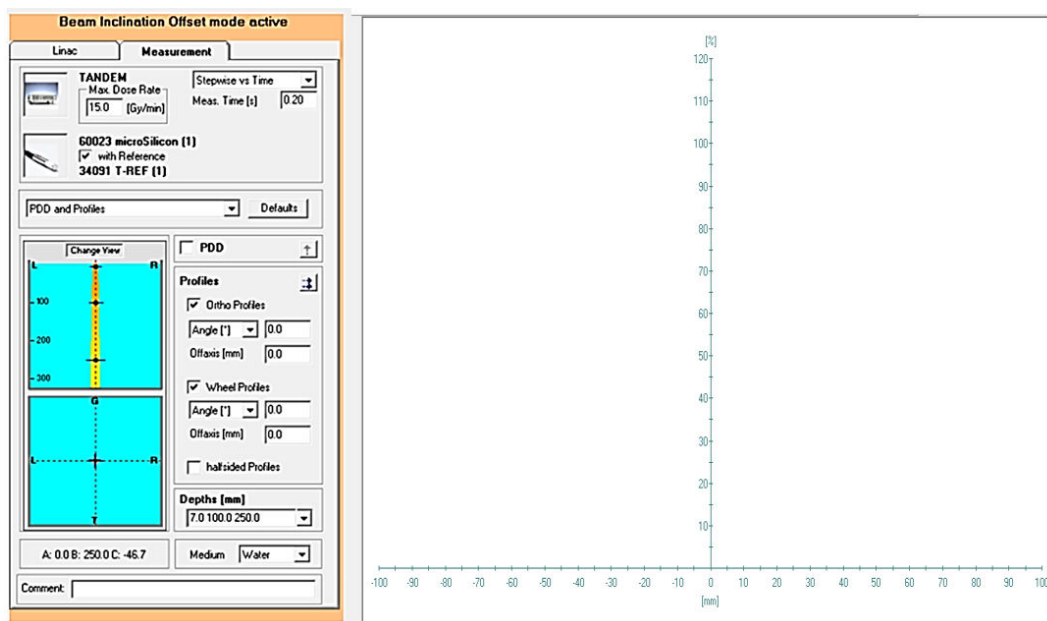 Beam Inclination Offset mode active
Linac Measurement
TANDEM
Max. Dose Rate
15.0 [Gy/min]
Stepwise vs Time
Meas. Time [s] 0.20
60023 microSilicon (1)
with Reference
34091 T-REF (1)
PDD and Profiles Defaults
Change View
L R
- 100
- 200
- 300
G
L R
T
PDD
Profiles
Ortho Profiles
Angle [°] 0.0
Offaxis [mm] 0.0
Wheel Profiles
Angle [°] 0.0
Offaxis [mm] 0.0
halfsided Profiles
Depths [mm]
7.0 100.0 250.0
A: 0.0 B: 250.0 C: -46.7
Medium Water
Comment:
[%]
120
110
100
90
80
70
60
50
40
30
20
10
-100 -90 -80 -70 -60 -50 -40 -30 -20 -10 0 10 20 30 40 50 60 70 80 90 100
[mm]